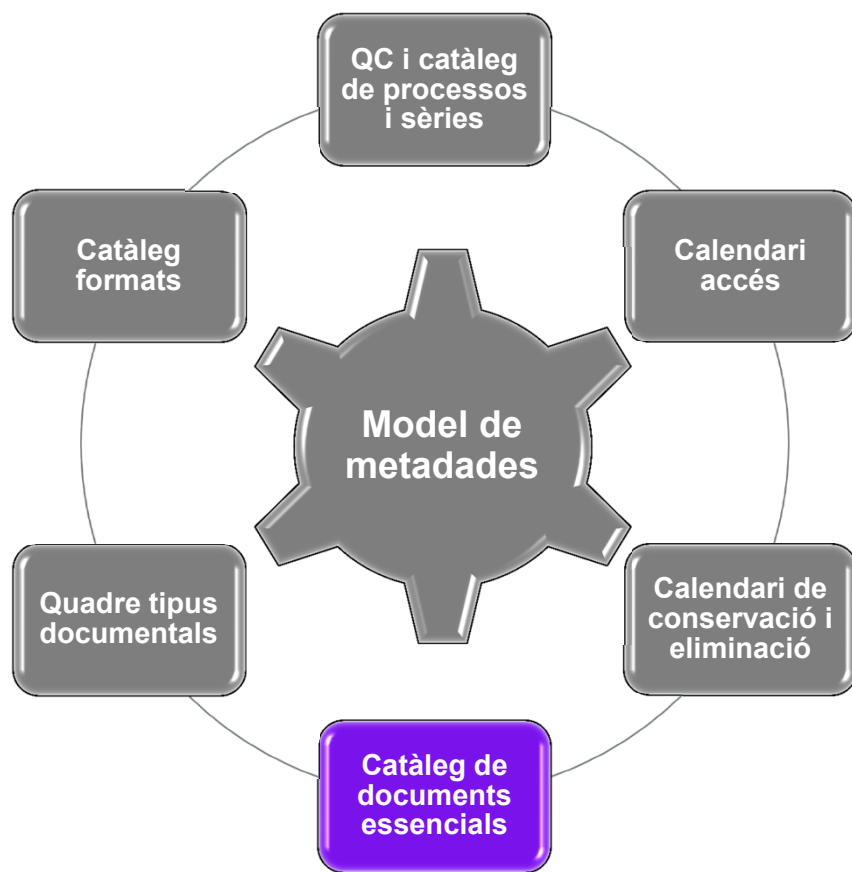 QC i catàleg
de processos
i sèries
Catàleg
formats
Calendari
accés
Model de
metadades
Quadre tipus
documentals
Calendari de
conservació i
eliminació
Catàleg de
documents
essencials